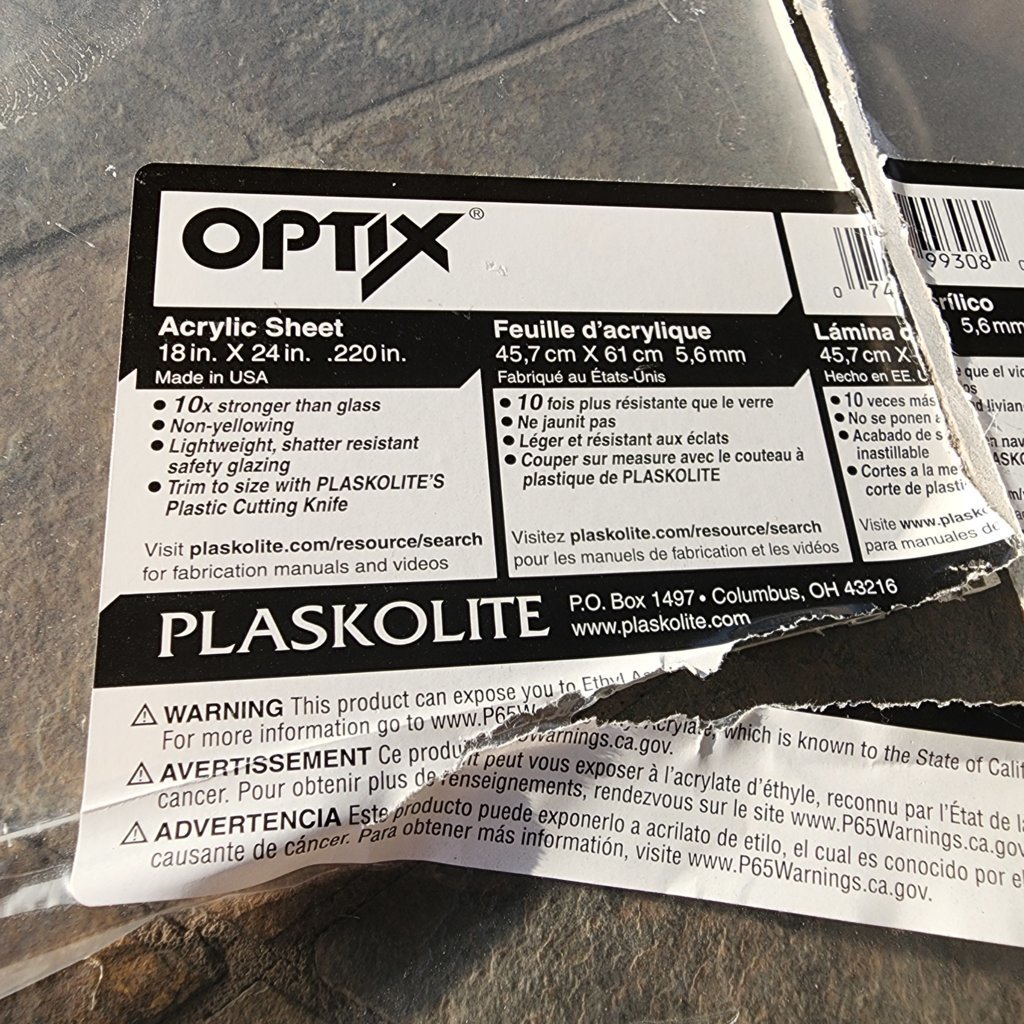 OPTIX®
0 74
99308
Acrylic Sheet
18 in. X 24 in. .220 in.
Made in USA
• 10x stronger than glass
• Non-yellowing
• Lightweight, shatter resistant
safety glazing
• Trim to size with PLASKOLITE'S
Plastic Cutting Knife
Visit plaskolite.com/resource/search
for fabrication manuals and videos
Feuille d'acrylique
45,7 cm X 61 cm 5,6 mm
Fabriqué au États-Unis
• 10 fois plus résistante que le verre
• Ne jaunit pas
• Léger et résistant aux éclats
• Couper sur measure avec le couteau à
plastique de PLASKOLITE
Visitez plaskolite.com/resource/search
pour les manuels de fabrication et les vidéos
Lámina
45,7 cm X 5,6 mm
Hecho en EE.
• 10 veces más que el
• No se ponen
• Acabado de
inastillable
• Cortes a la
corte de
Visite
para manuales
PLASKOLITE
P.O. Box 1497 • Columbus, OH 43216
www.plaskolite.com
⚠ WARNING This product can expose you to Ethyl Acrylate, which is known to the State of
For more information go to www.P65Warnings.ca.gov.
⚠ AVERTISSEMENT Ce produit peut vous exposer à l'acrylate d'éthyle, reconnu par l'État de
cancer. Pour obtenir plus de renseignements, rendezvous sur le site www.P65Warnings.ca.gov
⚠ ADVERTENCIA Este producto puede exponerlo a acrilato de etilo, el cual es conocido por
causante de cáncer. Para obtener más información, visite www.P65Warnings.ca.gov.